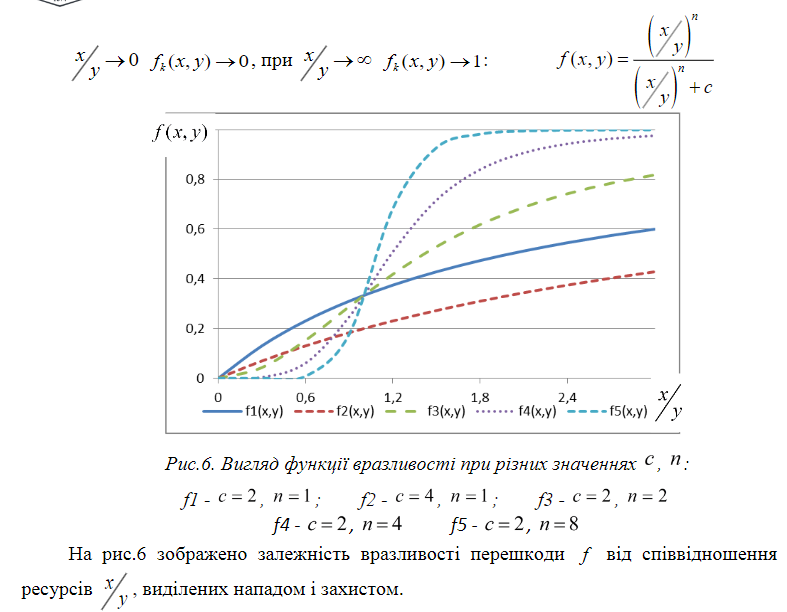 x/y → 0 f_k(x, y) → 0, при x/y → ∞ f_k(x, y) → 1: f(x, y) = (x/y)^n / ((x/y)^n + c)
f(x, y)
0,8
0,6
0,4
0,2
0
0 0,6 1,2 1,8 2,4 x/y
f1(x,y) f2(x,y) f3(x,y) f4(x,y) f5(x,y)
Рис.6. Вигляд функції вразливості при різних значеннях c, n:
f1 - c = 2, n = 1; f2 - c = 4, n = 1; f3 - c = 2, n = 2
f4 - c = 2, n = 4 f5 - c = 2, n = 8
На рис.6 зображено залежність вразливості перешкоди f від співвідношення
ресурсів x/y, виділених нападом і захистом.